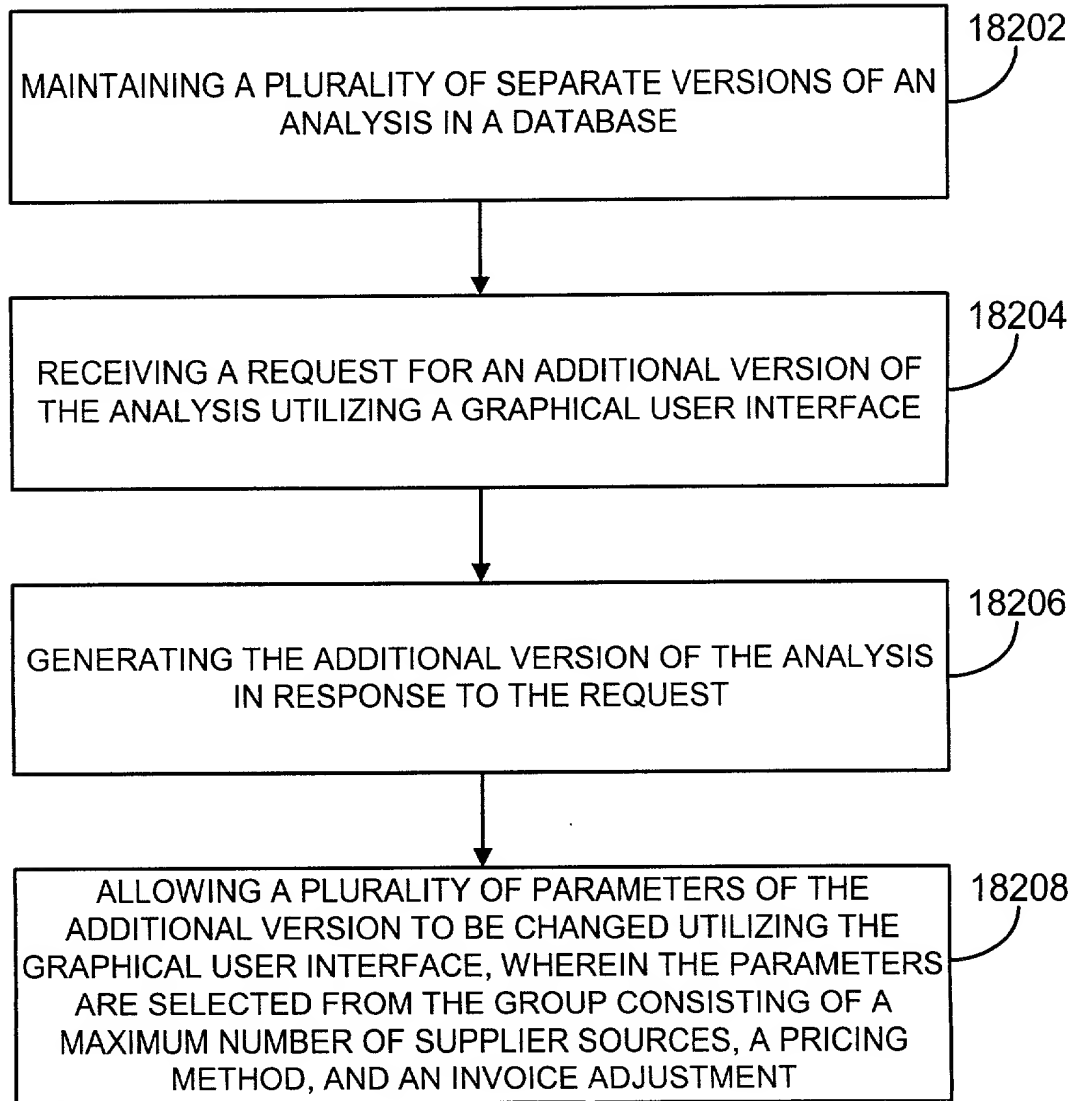 18202
MAINTAINING A PLURALITY OF SEPARATE VERSIONS OF AN
ANALYSIS IN A DATABASE
18204
RECEIVING A REQUEST FOR AN ADDITIONAL VERSION OF
THE ANALYSIS UTILIZING A GRAPHICAL USER INTERFACE
18206
GENERATING THE ADDITIONAL VERSION OF THE ANALYSIS
IN RESPONSE TO THE REQUEST
18208
ALLOWING A PLURALITY OF PARAMETERS OF THE
ADDITIONAL VERSION TO BE CHANGED UTILIZING THE
GRAPHICAL USER INTERFACE, WHEREIN THE PARAMETERS
ARE SELECTED FROM THE GROUP CONSISTING OF A
MAXIMUM NUMBER OF SUPPLIER SOURCES, A PRICING
METHOD, AND AN INVOICE ADJUSTMENT